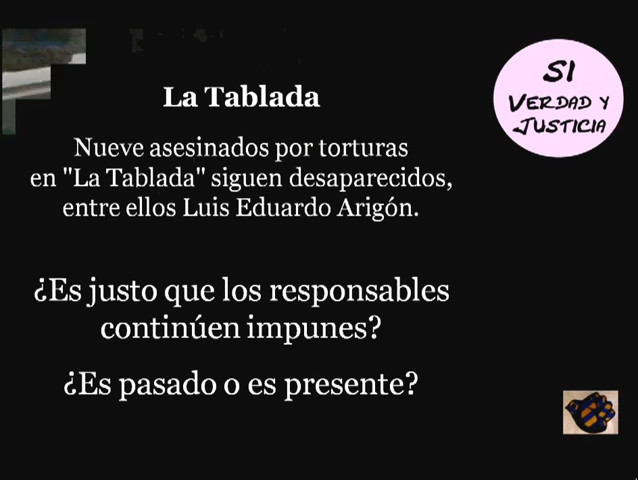 La Tablada
Nueve asesinados por torturas
en "La Tablada" siguen desaparecidos,
entre ellos Luis Eduardo Arigón.
¿Es justo que los responsables
continúen impunes?
¿Es pasado o es presente?
SI
VERDAD Y
JUSTICIA